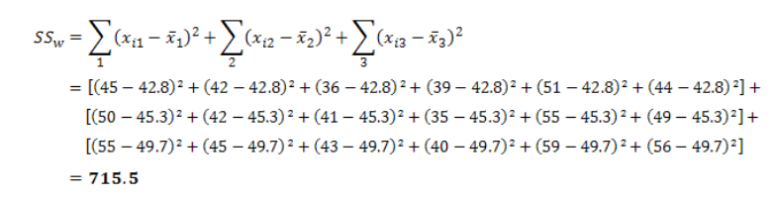 SS_w = ∑(x_i1 – x̄_1)² + ∑(x_i2 – x̄_2)² + ∑(x_i3 – x̄_3)²
1 2 3
= [(45 – 42.8)² + (42 – 42.8)² + (36 – 42.8)² + (39 – 42.8)² + (51 – 42.8)² + (44 – 42.8)²] +
[(50 – 45.3)² + (42 – 45.3)² + (41 – 45.3)² + (35 – 45.3)² + (55 – 45.3)² + (49 – 45.3)²] +
[(55 – 49.7)² + (45 – 49.7)² + (43 – 49.7)² + (40 – 49.7)² + (59 – 49.7)² + (56 – 49.7)²]
= 715.5